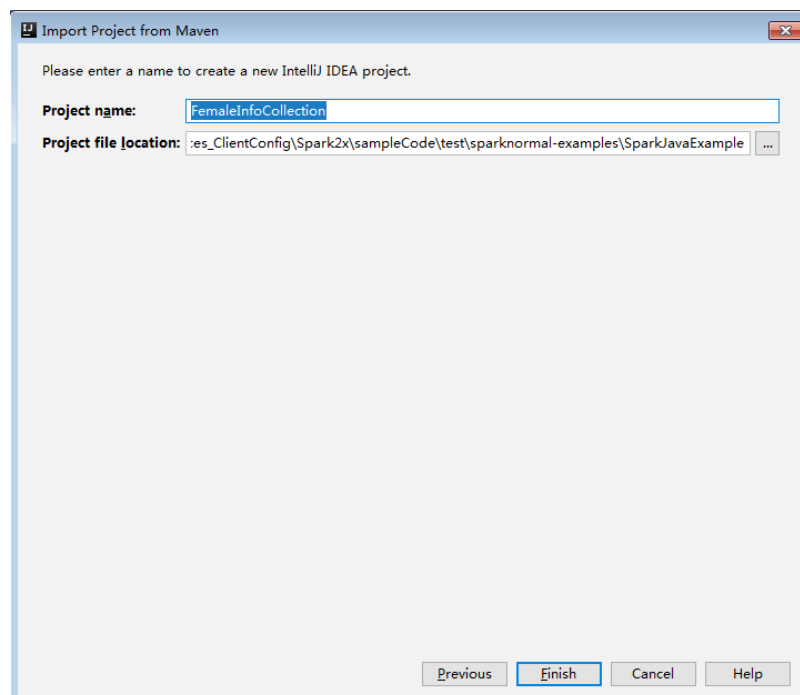 Import Project from Maven
Please enter a name to create a new IntelliJ IDEA project.
Project name: FemaleInfoCollection
Project file location: :es_ClientConfig\Spark2x\sampleCode\test\sparknormal-examples\SparkJavaExample ...
Previous Finish Cancel Help